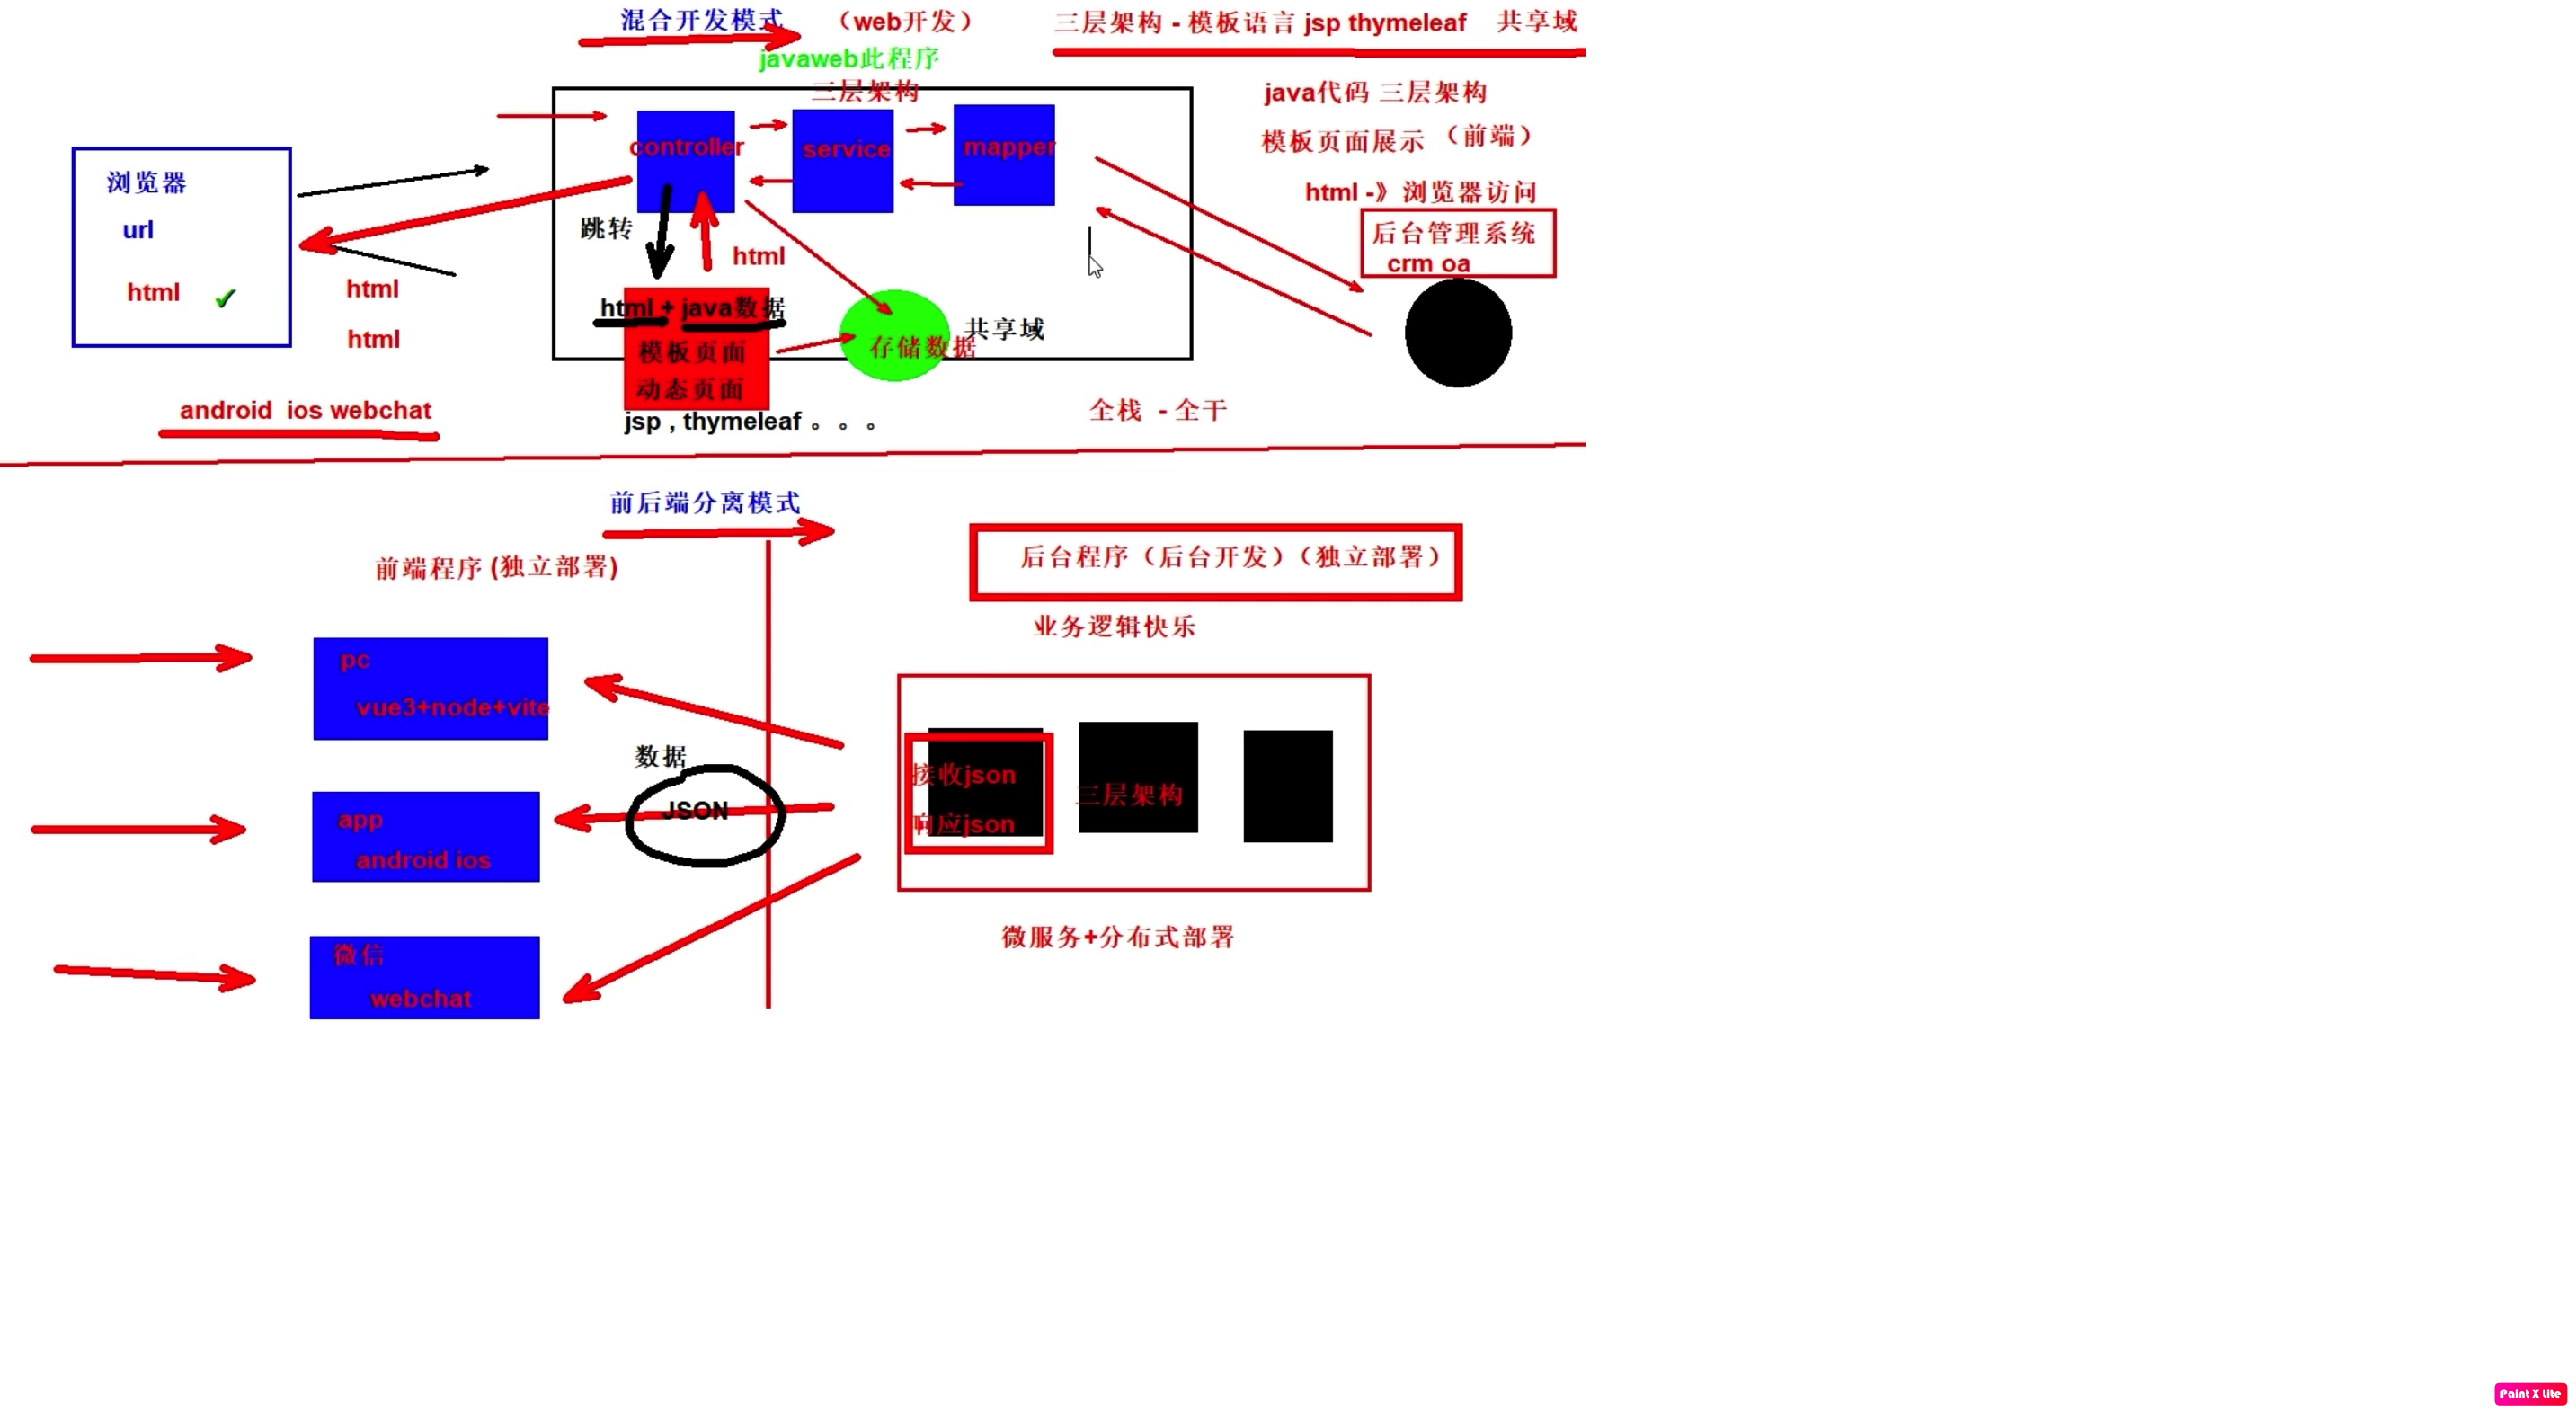 混合开发模式 （web开发） 三层架构 - 模板语言 jsp thymeleaf 共享域
javaweb此程序
三层架构
java代码 三层架构
controller
service
mapper
模板页面展示 （前端）
浏览器
html -》浏览器访问
url
跳转
后台管理系统
html
crm oa
html
html
html + java数据
共享域
html
模板页面
存储数据
动态页面
android ios webchat
jsp , thymeleaf 。。。
全栈 - 全干
前后端分离模式
前端程序 (独立部署)
后台程序（后台开发）（独立部署）
业务逻辑快乐
pc
vue3+node+vite
数据
接收json
JSON
三层架构
app
响应json
android ios
微服务+分布式部署
微信
webchat
Paint X Lite